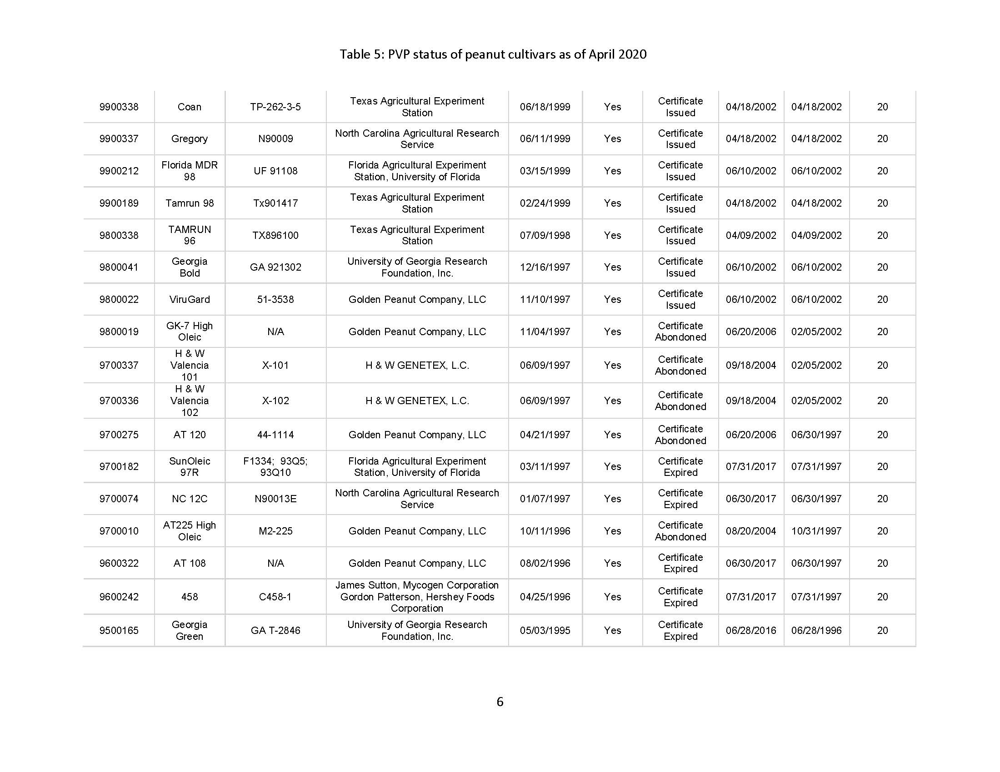 Table 5: PVP status of peanut cultivars as of April 2020
9900338 Coan TP-262-3-5 Texas Agricultural Experiment Station 06/18/1999 Yes Certificate Issued 04/18/2002 04/18/2002 20
9900337 Gregory N90009 North Carolina Agricultural Research Service 06/11/1999 Yes Certificate Issued 04/18/2002 04/18/2002 20
9900212 Florida MDR 98 UF 91108 Florida Agricultural Experiment Station, University of Florida 03/15/1999 Yes Certificate Issued 06/10/2002 06/10/2002 20
9900189 Tamrun 98 Tx901417 Texas Agricultural Experiment Station 02/24/1999 Yes Certificate Issued 04/18/2002 04/18/2002 20
9800338 TAMRUN 96 TX896100 Texas Agricultural Experiment Station 07/09/1998 Yes Certificate Issued 04/09/2002 04/09/2002 20
9800041 Georgia Bold GA 921302 University of Georgia Research Foundation, Inc. 12/16/1997 Yes Certificate Issued 06/10/2002 06/10/2002 20
9800022 ViruGard 51-3538 Golden Peanut Company, LLC 11/10/1997 Yes Certificate Issued 06/10/2002 06/10/2002 20
9800019 GK-7 High Oleic N/A Golden Peanut Company, LLC 11/04/1997 Yes Certificate Abondoned 06/20/2006 02/05/2002 20
9700337 H & W Valencia 101 X-101 H & W GENETEX, L.C. 06/09/1997 Yes Certificate Abondoned 09/18/2004 02/05/2002 20
9700336 H & W Valencia 102 X-102 H & W GENETEX, L.C. 06/09/1997 Yes Certificate Abondoned 09/18/2004 02/05/2002 20
9700275 AT 120 44-1114 Golden Peanut Company, LLC 04/21/1997 Yes Certificate Abondoned 06/20/2006 06/30/1997 20
9700182 SunOleic 97R F1334; 93Q5; 93Q10 Florida Agricultural Experiment Station, University of Florida 03/11/1997 Yes Certificate Expired 07/31/2017 07/31/1997 20
9700074 NC 12C N90013E North Carolina Agricultural Research Service 01/07/1997 Yes Certificate Expired 06/30/2017 06/30/1997 20
9700010 AT225 High Oleic M2-225 Golden Peanut Company, LLC 10/11/1996 Yes Certificate Abondoned 08/20/2004 10/31/1997 20
9600322 AT 108 N/A Golden Peanut Company, LLC 08/02/1996 Yes Certificate Expired 06/30/2017 06/30/1997 20
9600242 458 C458-1 James Sutton, Mycogen Corporation Gordon Patterson, Hershey Foods Corporation 04/25/1996 Yes Certificate Expired 07/31/2017 07/31/1997 20
9500165 Georgia Green GA T-2846 University of Georgia Research Foundation, Inc. 05/03/1995 Yes Certificate Expired 06/28/2016 06/28/1996 20
6